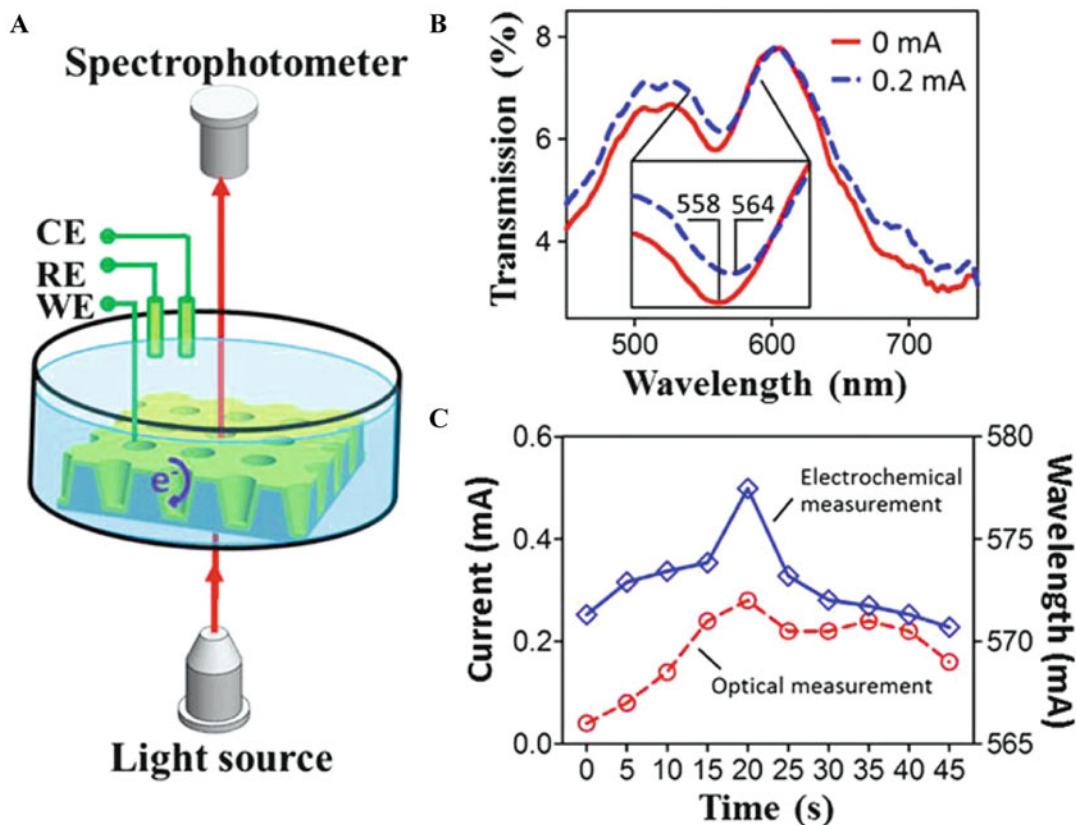 A
Spectrophotometer
CE
RE
WE
e-
Light source
B
Transmission (%)
8
6
4
0 mA
0.2 mA
558 564
500 600 700
Wavelength (nm)
C
Current (mA)
0.6
0.4
0.2
0.0
Electrochemical
measurement
Optical measurement
580
575
570
565
Wavelength (mA)
0 5 10 15 20 25 30 35 40 45
Time (s)